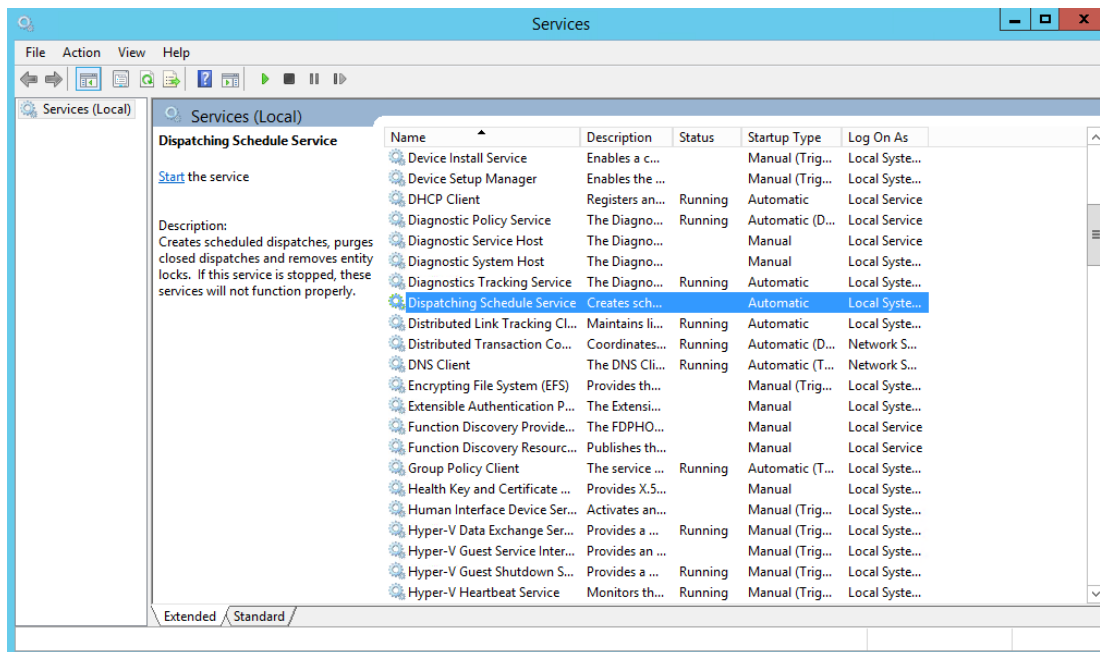 Services
File Action View Help
Services (Local)
Services (Local)
Dispatching Schedule Service
Start the service
Description:
Creates scheduled dispatches, purges
closed dispatches and removes entity
locks. If this service is stopped, these
services will not function properly.
Name Description Status Startup Type Log On As
Device Install Service Enables a c... Manual (Trig... Local Syste...
Device Setup Manager Enables the ... Manual (Trig... Local Syste...
DHCP Client Registers an... Running Automatic Local Service
Diagnostic Policy Service The Diagno... Running Automatic (D... Local Service
Diagnostic Service Host The Diagno... Manual Local Service
Diagnostic System Host The Diagno... Manual Local Syste...
Diagnostics Tracking Service The Diagno... Running Automatic Local Syste...
Dispatching Schedule Service Creates sch... Automatic Local Syste...
Distributed Link Tracking Cl... Maintains li... Running Automatic Local Syste...
Distributed Transaction Co... Coordinates... Running Automatic (D... Network S...
DNS Client The DNS Cli... Running Automatic (T... Network S...
Encrypting File System (EFS) Provides th... Manual (Trig... Local Syste...
Extensible Authentication P... The Extensi... Manual Local Syste...
Function Discovery Provide... The FDPHO... Manual Local Service
Function Discovery Resourc... Publishes th... Manual Local Service
Group Policy Client The service ... Running Automatic (T... Local Syste...
Health Key and Certificate ... Provides X.5... Manual Local Syste...
Human Interface Device Ser... Activates an... Manual (Trig... Local Syste...
Hyper-V Data Exchange Ser... Provides a ... Running Manual (Trig... Local Syste...
Hyper-V Guest Service Inter... Provides an ... Manual (Trig... Local Syste...
Hyper-V Guest Shutdown S... Provides a ... Running Manual (Trig... Local Syste...
Hyper-V Heartbeat Service Monitors th... Running Manual (Trig... Local Syste...
Extended Standard